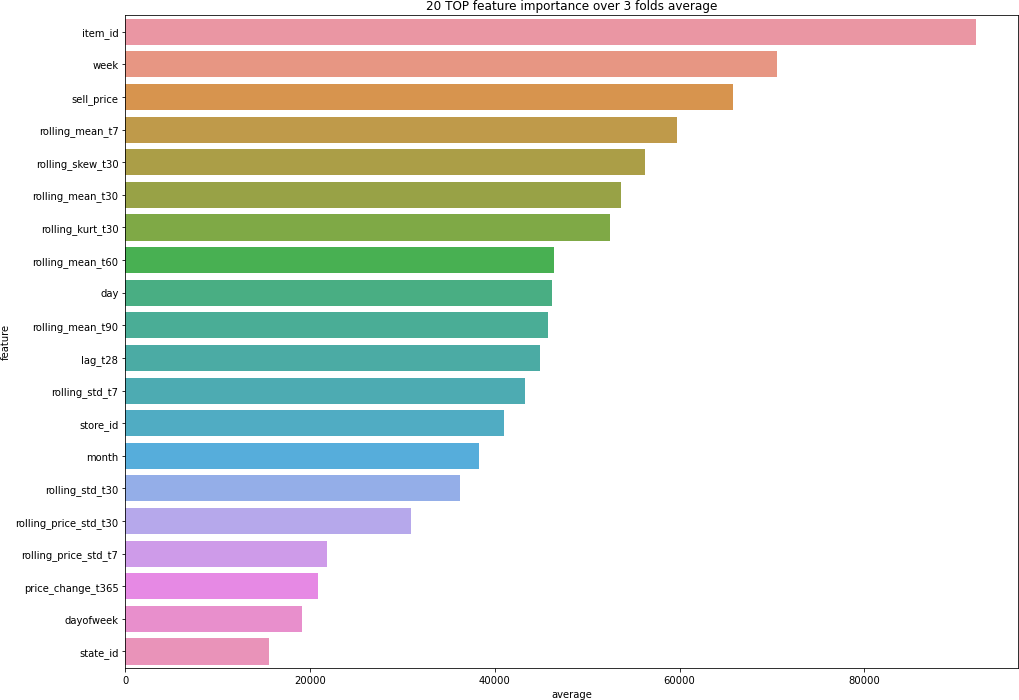 20 TOP feature importance over 3 folds average
item_id
week
sell_price
rolling_mean_t7
rolling_skew_t30
rolling_mean_t30
rolling_kurt_t30
rolling_mean_t60
day
rolling_mean_t90
lag_t28
rolling_std_t7
store_id
month
rolling_std_t30
rolling_price_std_t30
rolling_price_std_t7
price_change_t365
dayofweek
state_id
feature
0 20000 40000 60000 80000
average